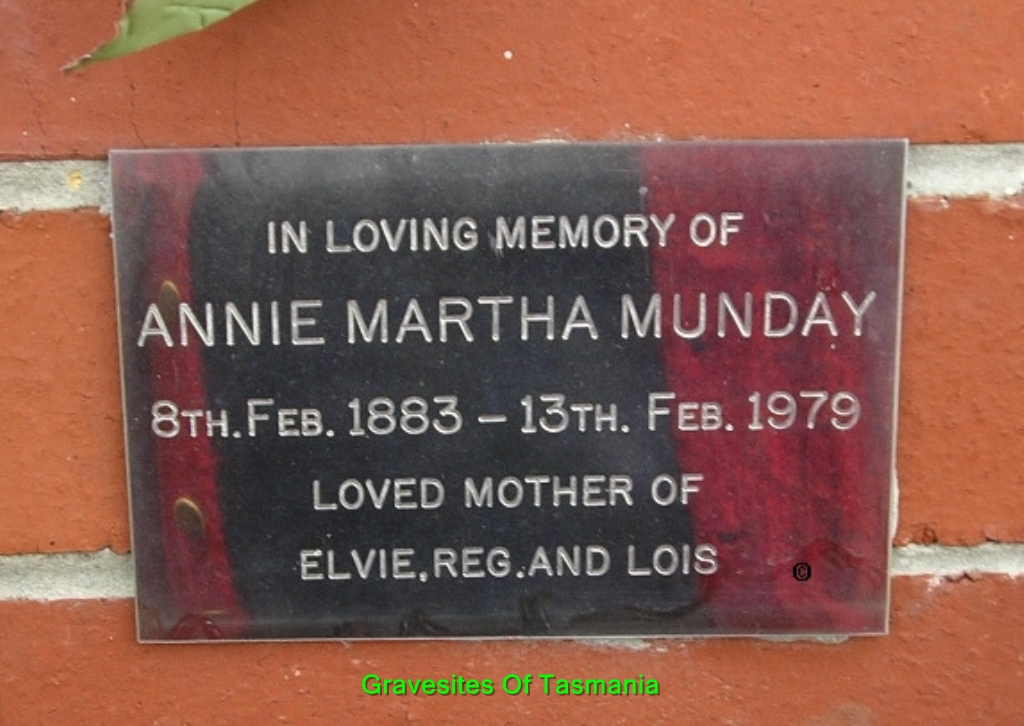 IN LOVING MEMORY OF
ANNIE MARTHA MUNDAY
8TH. FEB. 1883 – 13TH. FEB. 1979
LOVED MOTHER OF
ELVIE, REG. AND LOIS
©
Gravesites Of Tasmania